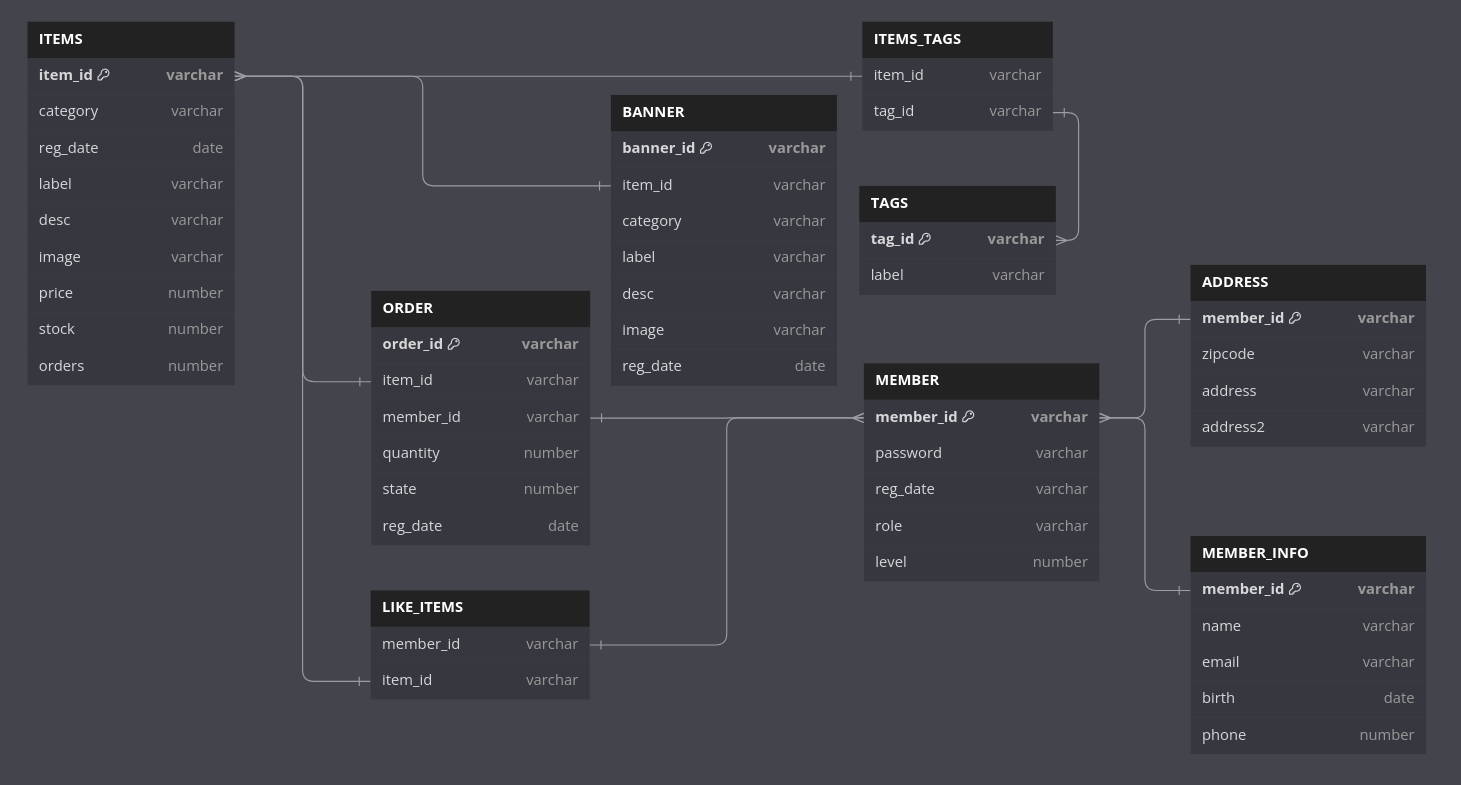 ITEMS
item_id varchar
category varchar
reg_date date
label varchar
desc varchar
image varchar
price number
stock number
orders number
ORDER
order_id varchar
item_id varchar
member_id varchar
quantity number
state number
reg_date date
LIKE_ITEMS
member_id varchar
item_id varchar
BANNER
banner_id varchar
item_id varchar
category varchar
label varchar
desc varchar
image varchar
reg_date date
ITEMS_TAGS
item_id varchar
tag_id varchar
TAGS
tag_id varchar
label varchar
MEMBER
member_id varchar
password varchar
reg_date varchar
role varchar
level number
ADDRESS
member_id varchar
zipcode varchar
address varchar
address2 varchar
MEMBER_INFO
member_id varchar
name varchar
email varchar
birth date
phone number